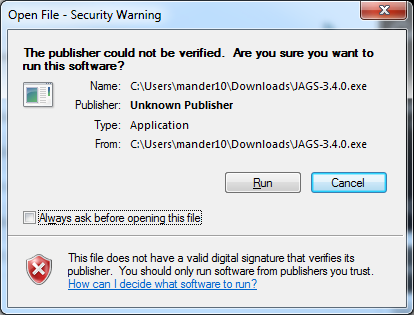 Open File - Security Warning
The publisher could not be verified.  Are you sure you want to
run this software?
Name: C:\Users\mander10\Downloads\JAGS-3.4.0.exe
Publisher: Unknown Publisher
Type: Application
From: C:\Users\mander10\Downloads\JAGS-3.4.0.exe
Run Cancel
Always ask before opening this file
This file does not have a valid digital signature that verifies its
publisher.  You should only run software from publishers you trust.
How can I decide what software to run?